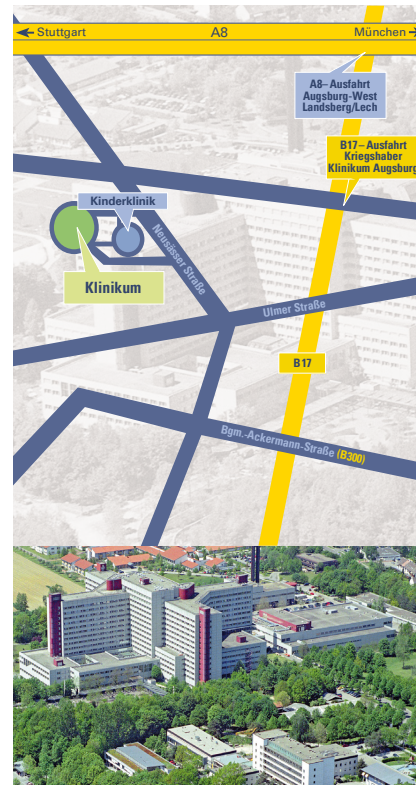 Stuttgart A8 München
A8–Ausfahrt
Augsburg-West
Landsberg/Lech
B17–Ausfahrt
Kriegshaber
Klinikum Augsburg
Kinderklinik
Neusässer Straße
Klinikum
Ulmer Straße
B17
Bgm.-Ackermann-Straße (B300)